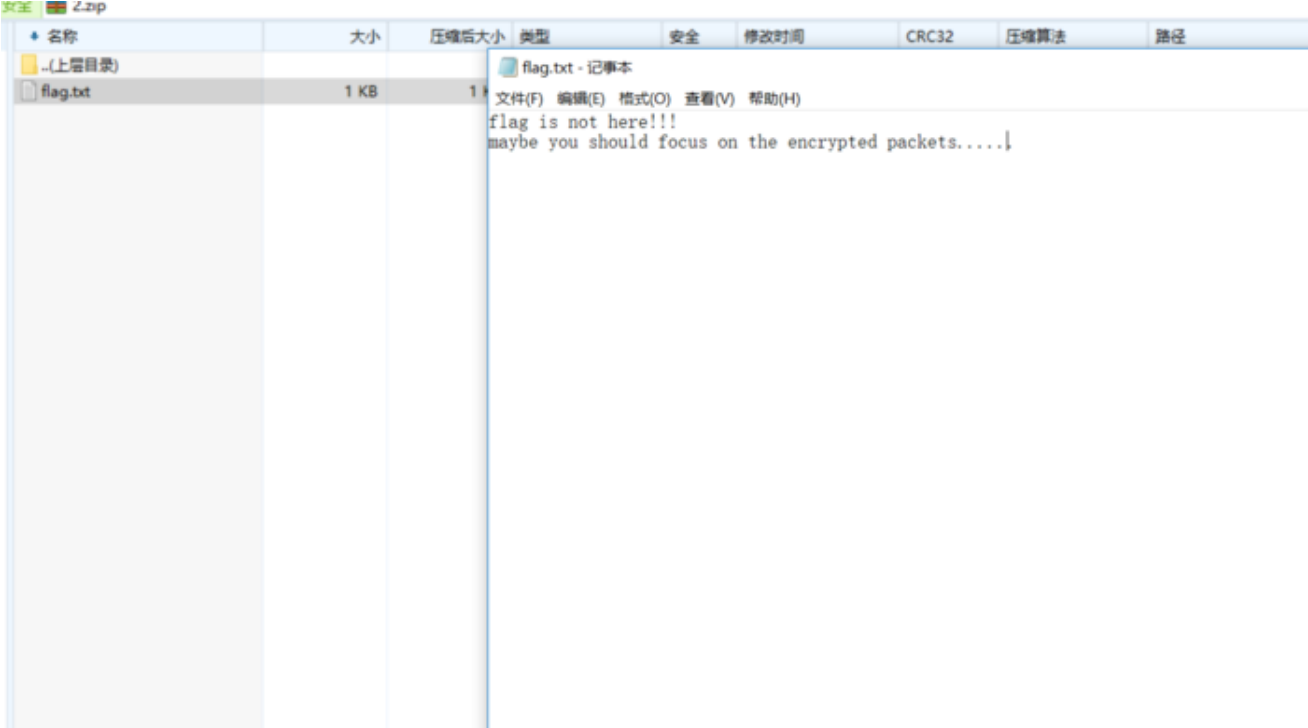 安全 2.zip
名称 大小 压缩后大小 类型 安全 修改时间 CRC32 压缩算法 路径
..(上层目录)
flag.txt 1 KB 1
flag.txt - 记事本
文件(F) 编辑(E) 格式(O) 查看(V) 帮助(H)
flag is not here!!!
maybe you should focus on the encrypted packets.....